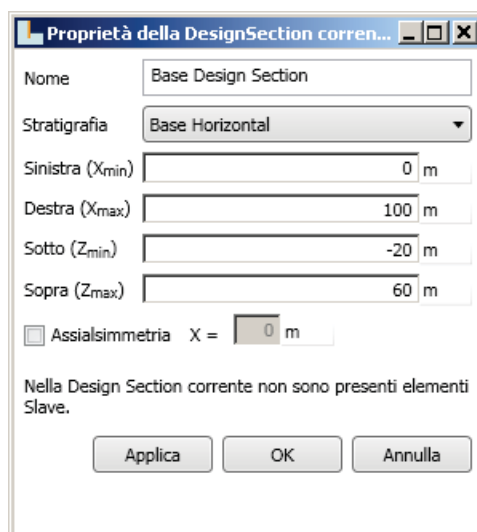 Proprietà della DesignSection corren...
Nome Base Design Section
Stratigrafia Base Horizontal
Sinistra (Xmin) 0 m
Destra (Xmax) 100 m
Sotto (Zmin) -20 m
Sopra (Zmax) 60 m
Assialsimmetria X = 0 m
Nella Design Section corrente non sono presenti elementi
Slave.
Applica OK Annulla